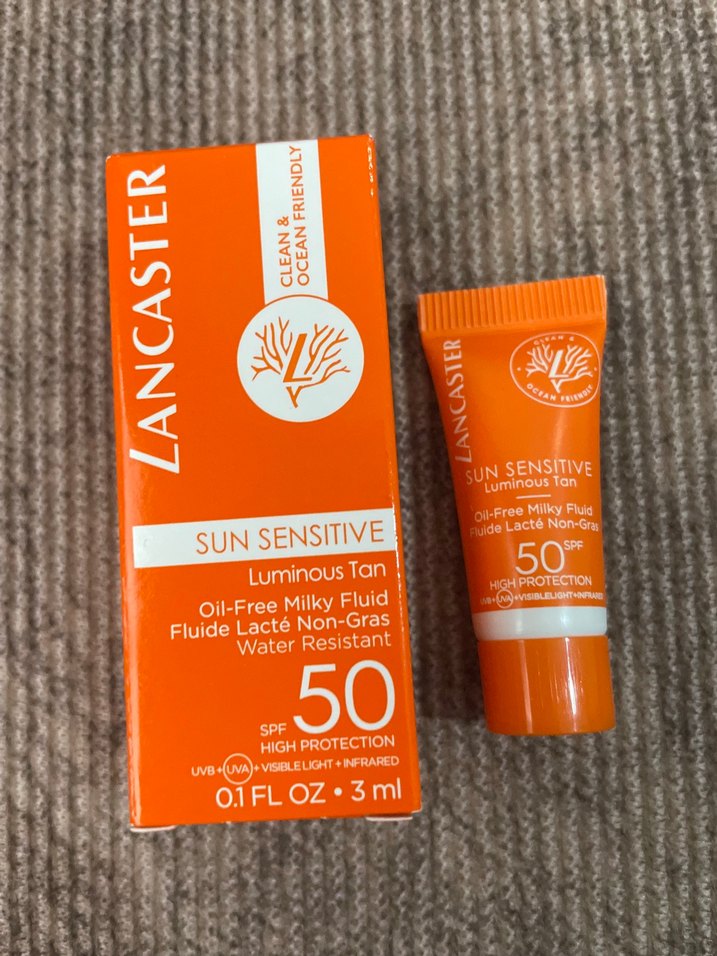 LANCASTER
CLEAN &
OCEAN FRIENDLY
L
SUN SENSITIVE
Luminous Tan
Oil-Free Milky Fluid
Fluide Lacté Non-Gras
Water Resistant
SPF 50
HIGH PROTECTION
UVB + UVA + VISIBLE LIGHT + INFRARED
0.1 FL OZ • 3 ml
LANCASTER
CLEAN &
OCEAN FRIENDLY
L
SUN SENSITIVE
Luminous Tan
Oil-Free Milky Fluid
Fluide Lacté Non-Gras
50 SPF
HIGH PROTECTION
UVB+UVA+VISIBLELIGHT+INFRARED